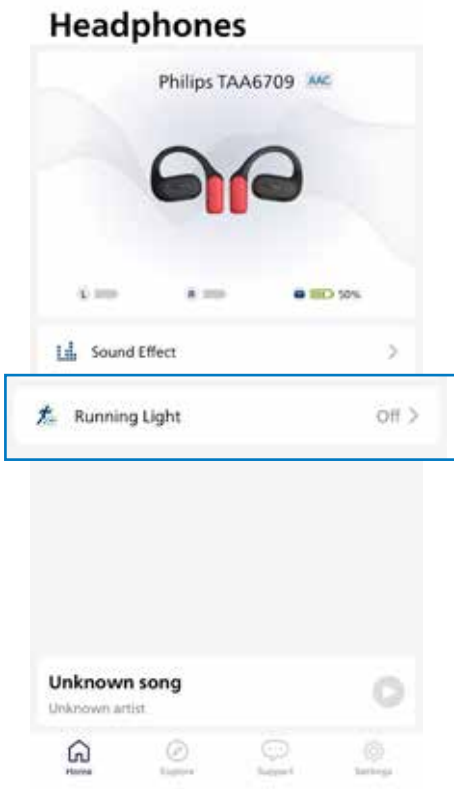 Headphones
Philips TAA6709 AAC
L R 50%
Sound Effect
Running Light Off
Unknown song
Unknown artist
Home Explore Support Settings